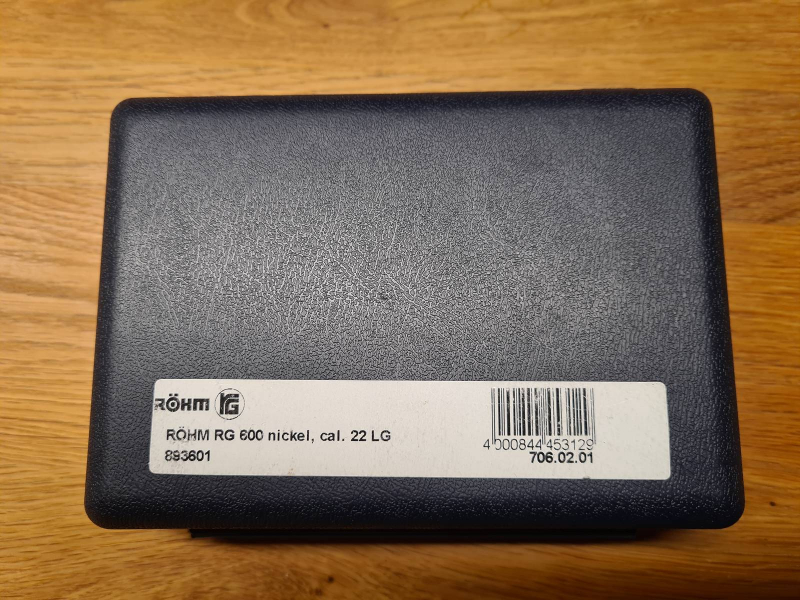 RÖHM RG
RÖHM RG 600 nickel, cal. 22 LG
893601
4 000844 453129
706.02.01